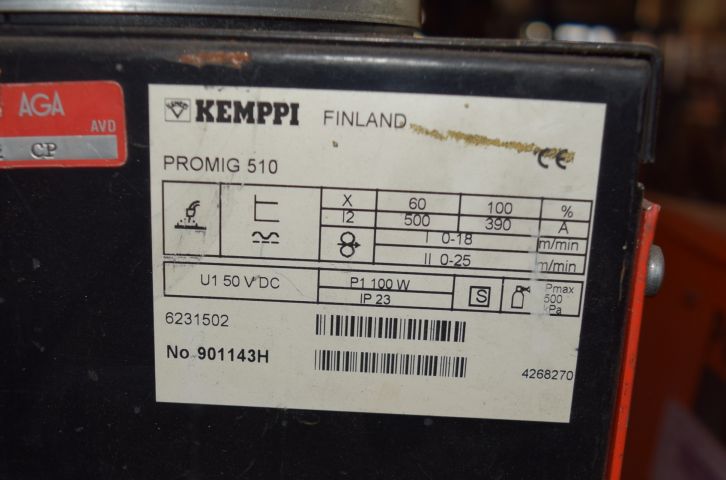 AGA
AVD
CP
KEMPPI FINLAND
CE
PROMIG 510
X 60 100 %
I2 500 390 A
I 0-18 m/min
II 0-25 m/min
U1 50 V DC P1 100 W S Pmax
IP 23 500
kPa
6231502
No 901143H
4268270